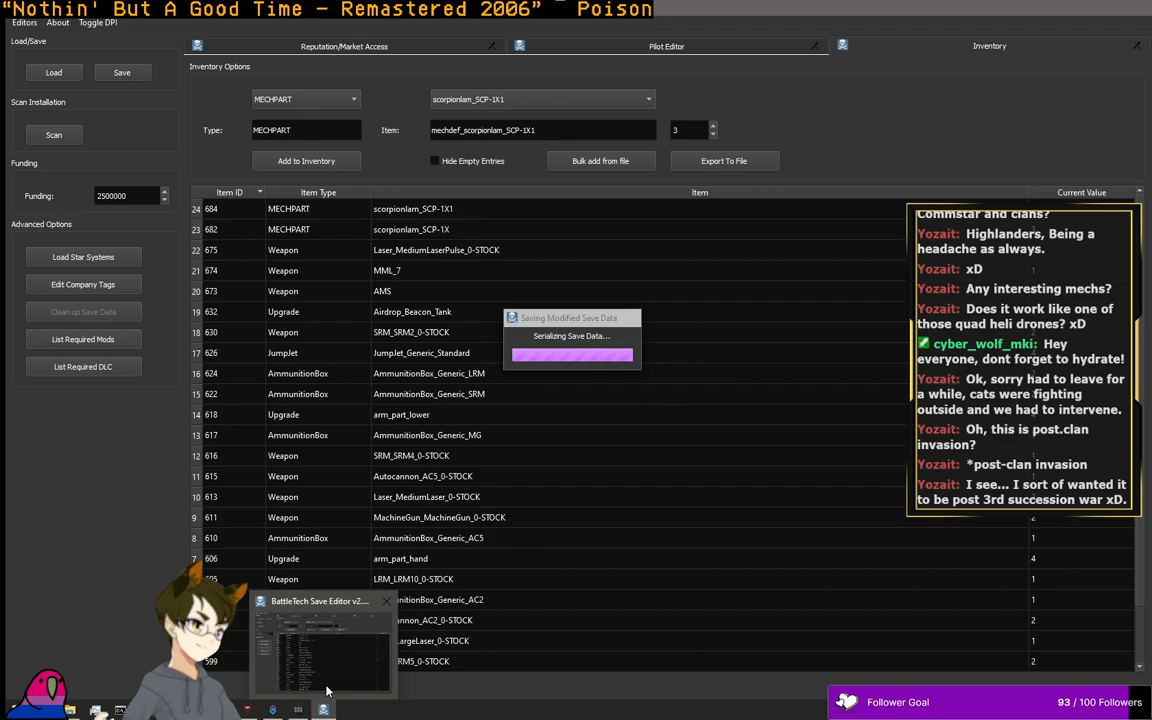 “Nothin' But A Good Time - Remastered 2006” ~ Poison
Editors About Toggle DPI
Load/Save
Load Save
Scan Installation
Scan
Funding
Funding: 2500000
Advanced Options
Load Star Systems
Edit Company Tags
Clean up Save Data
List Required Mods
List Required DLC
Reputation/Market Access Pilot Editor Inventory
Inventory Options
MECHPART scorpionlam_SCP-1X1
Type: MECHPART Item: mechdef_scorpionlam_SCP-1X1 3
Add to Inventory Hide Empty Entries Bulk add from file Export To File
Item ID Item Type Item Current Value
24 684 MECHPART scorpionlam_SCP-1X1
23 682 MECHPART scorpionlam_SCP-1X
22 675 Weapon Laser_MediumLaserPulse_0-STOCK
21 674 Weapon MML_7 1
20 673 Weapon AMS
19 632 Upgrade Airdrop_Beacon_Tank
18 630 Weapon SRM_SRM2_0-STOCK
17 626 JumpJet JumpJet_Generic_Standard
16 624 AmmunitionBox AmmunitionBox_Generic_LRM
15 622 AmmunitionBox AmmunitionBox_Generic_SRM
14 618 Upgrade arm_part_lower
13 617 AmmunitionBox AmmunitionBox_Generic_MG
12 616 Weapon SRM_SRM4_0-STOCK
11 615 Weapon Autocannon_AC5_0-STOCK
10 613 Weapon Laser_MediumLaser_0-STOCK
9 611 Weapon MachineGun_MachineGun_0-STOCK 2
8 610 AmmunitionBox AmmunitionBox_Generic_AC5 1
7 606 Upgrade arm_part_hand 4
605 Weapon LRM_LRM10_0-STOCK 1
unitionBox_Generic_AC2 1
cannon_AC2_0-STOCK 2
LargeLaser_0-STOCK 1
599 RM5_0-STOCK 2
Saving Modified Save Data
Serializing Save Data...
BattleTech Save Editor v2....
Commstar and clans?
Yozait: Highlanders, Being a
headache as always.
Yozait: xD
Yozait: Any interesting mechs?
Yozait: Does it work like one of
those quad heli drones? xD
cyber_wolf_mki: Hey
everyone, dont forget to hydrate!
Yozait: Ok, sorry had to leave for
a while, cats were fighting
outside and we had to intervene.
Yozait: Oh, this is post.clan
invasion?
Yozait: *post-clan invasion
Yozait: I see... I sort of wanted it
to be post 3rd succession war xD.
Follower Goal 93 / 100 Followers